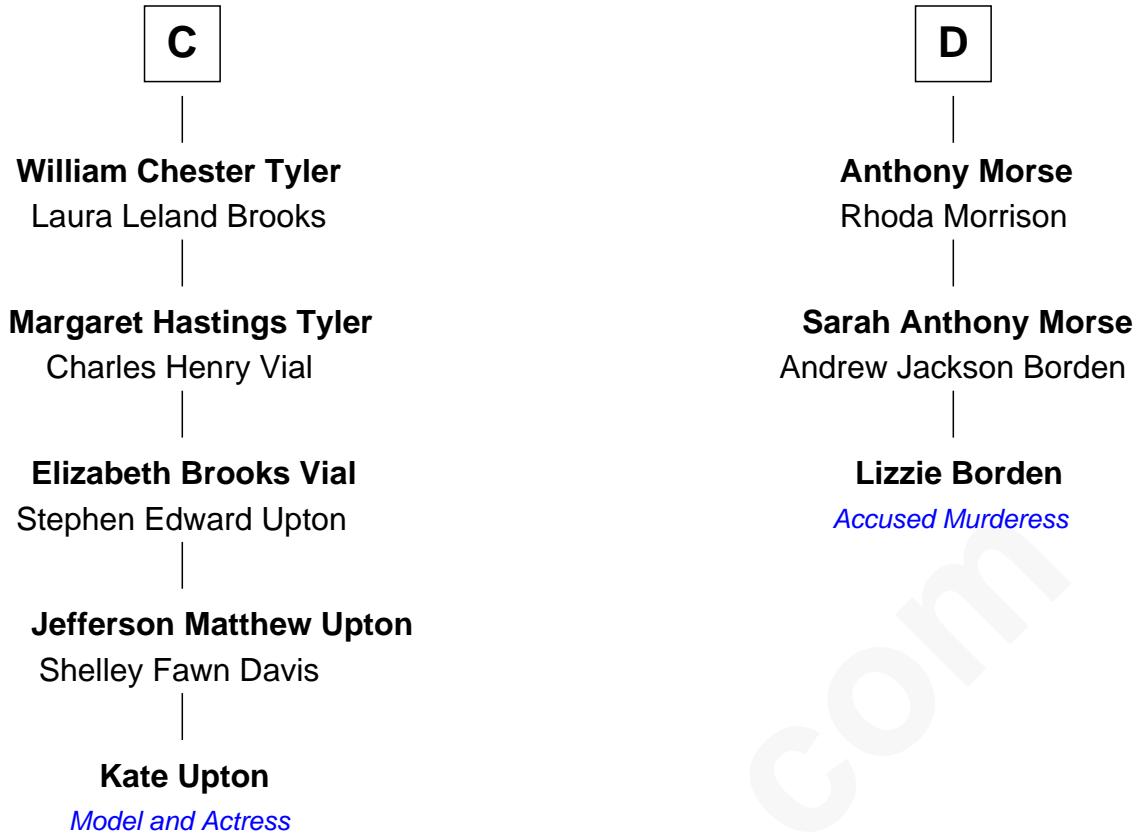 C
William Chester Tyler
Laura Leland Brooks
Margaret Hastings Tyler
Charles Henry Vial
Elizabeth Brooks Vial
Stephen Edward Upton
Jefferson Matthew Upton
Shelley Fawn Davis
Kate Upton
Model and Actress
D
Anthony Morse
Rhoda Morrison
Sarah Anthony Morse
Andrew Jackson Borden
Lizzie Borden
Accused Murderess
com